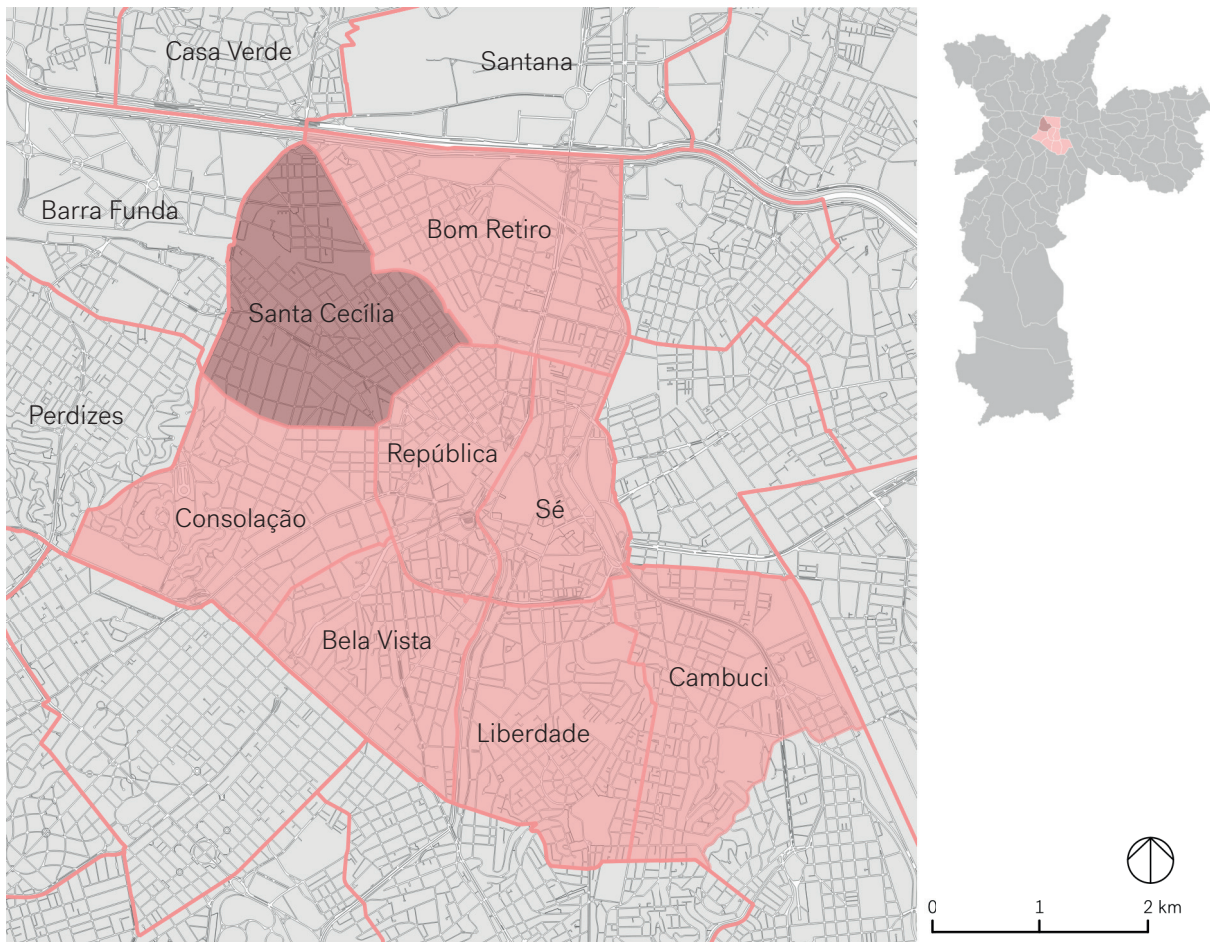 Casa Verde
Santana
Barra Funda
Bom Retiro
Santa Cecília
Perdizes
República
Consolação
Sé
Bela Vista
Cambuci
Liberdade
0 1 2 km